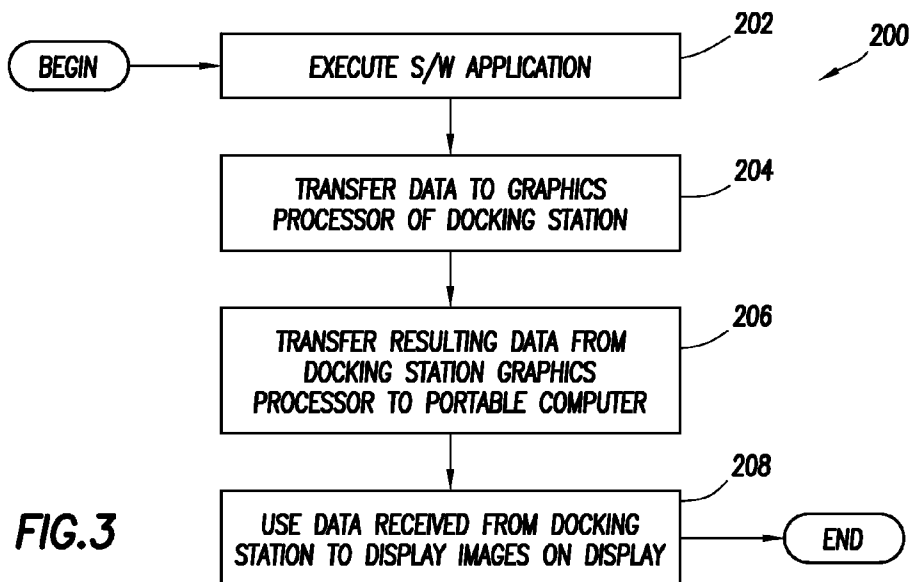 202
200
BEGIN
EXECUTE S/W APPLICATION
204
TRANSFER DATA TO GRAPHICS
PROCESSOR OF DOCKING STATION
206
TRANSFER RESULTING DATA FROM
DOCKING STATION GRAPHICS
PROCESSOR TO PORTABLE COMPUTER
208
USE DATA RECEIVED FROM DOCKING
STATION TO DISPLAY IMAGES ON DISPLAY
END
FIG.3